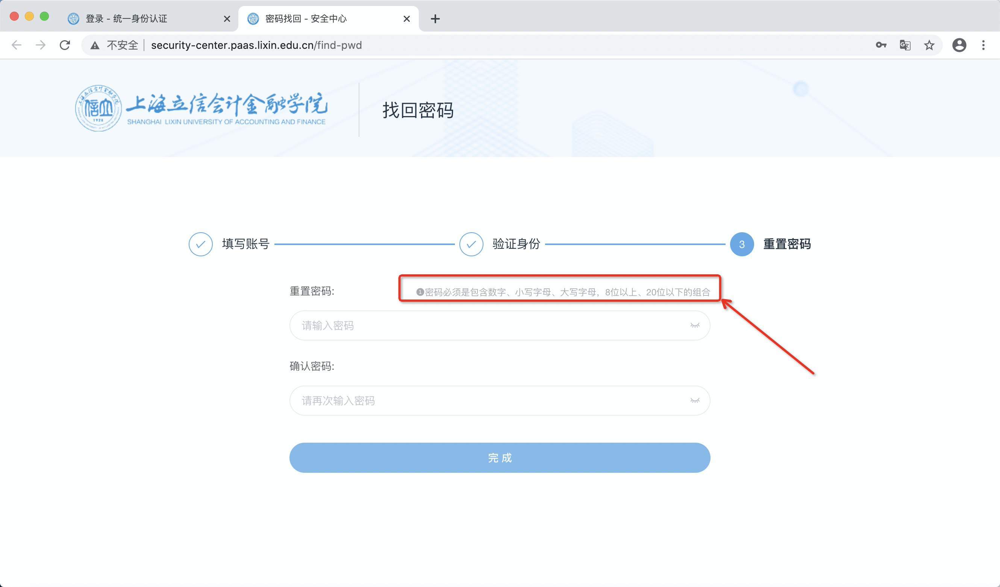 登录 - 统一身份认证
密码找回 - 安全中心
不安全
security-center.paas.lixin.edu.cn/find-pwd
上海立信会计金融学院
SHANGHAI LIXIN UNIVERSITY OF ACCOUNTING AND FINANCE
1928
找回密码
填写账号
验证身份
3 重置密码
重置密码:
密码必须是包含数字、小写字母、大写字母，8位以上、20位以下的组合
请输入密码
确认密码:
请再次输入密码
完 成